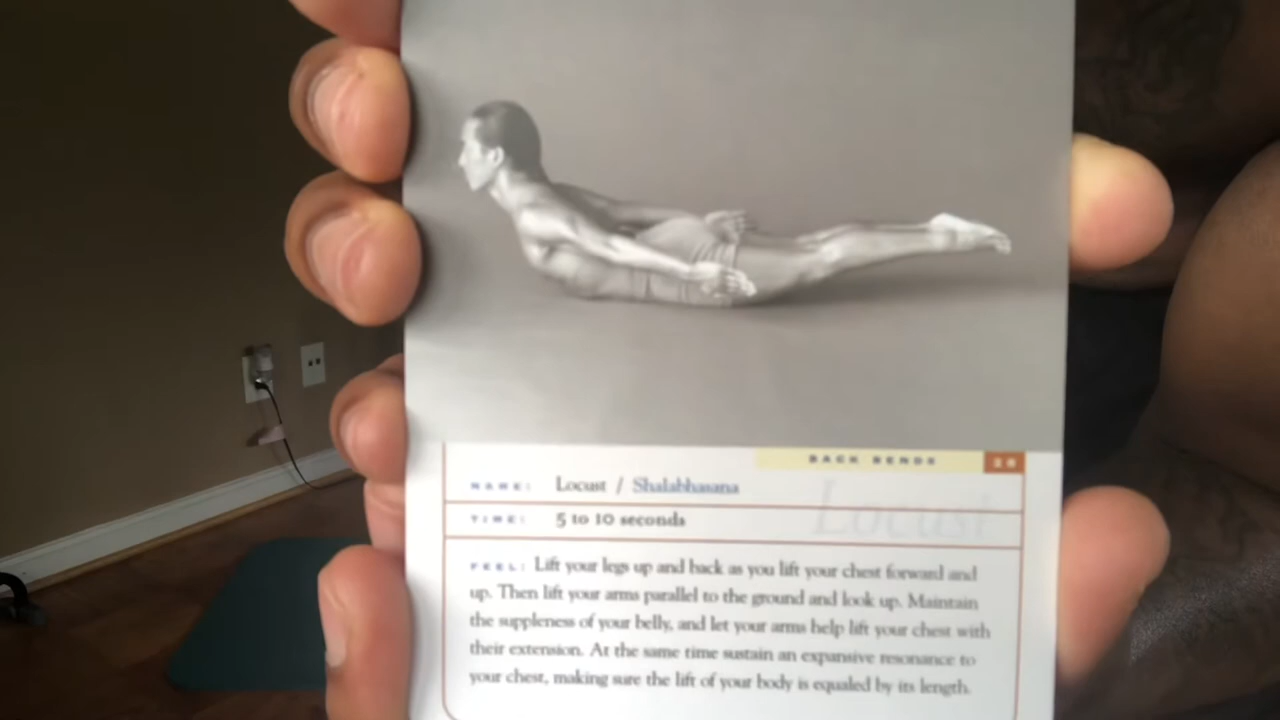 BACK BENDS
NAME: Locust / Shalabhasana
Locust
TIME: 5 to 10 seconds
FEEL: Lift your legs up and back as you lift your chest forward and
up. Then lift your arms parallel to the ground and look up. Maintain
the suppleness of your belly, and let your arms help lift your chest with
their extension. At the same time sustain an expansive resonance to
your chest, making sure the lift of your body is equaled by its length.